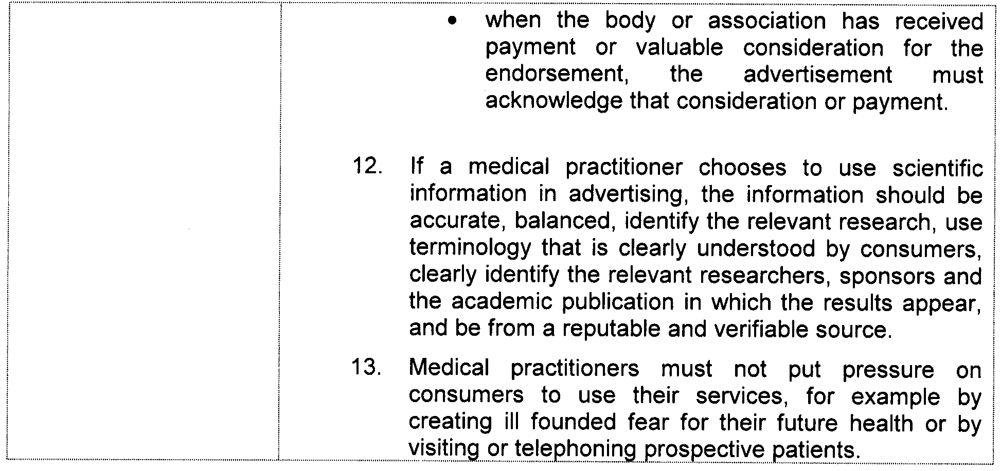 • when the body or association has received
payment or valuable consideration for the
endorsement, the advertisement must
acknowledge that consideration or payment.
12. If a medical practitioner chooses to use scientific
information in advertising, the information should be
accurate, balanced, identify the relevant research, use
terminology that is clearly understood by consumers,
clearly identify the relevant researchers, sponsors and
the academic publication in which the results appear,
and be from a reputable and verifiable source.
13. Medical practitioners must not put pressure on
consumers to use their services, for example by
creating ill founded fear for their future health or by
visiting or telephoning prospective patients.